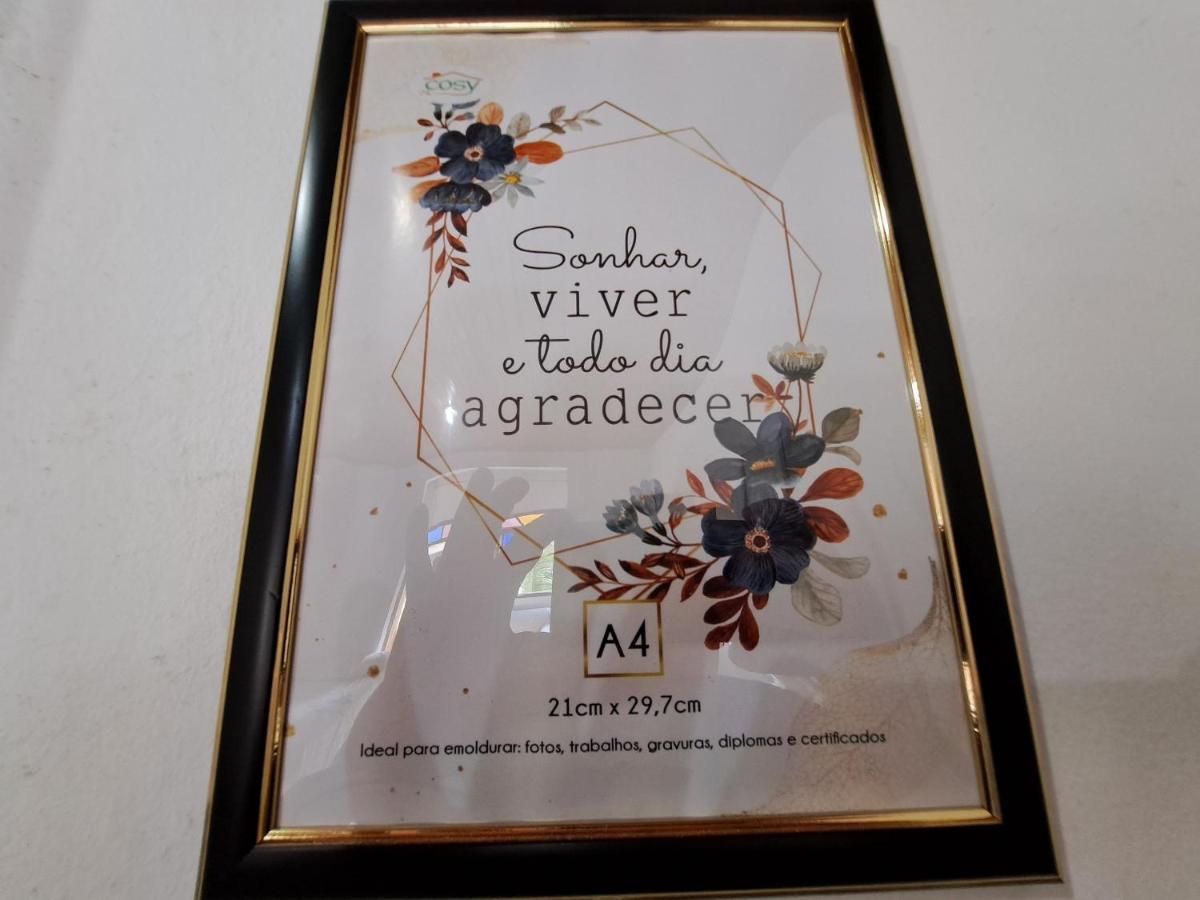 cosy
Sonhar,
viver
e todo dia
agradecer
A4
21cm x 29,7cm
Ideal para emoldurar: fotos, trabalhos, gravuras, diplomas e certificados